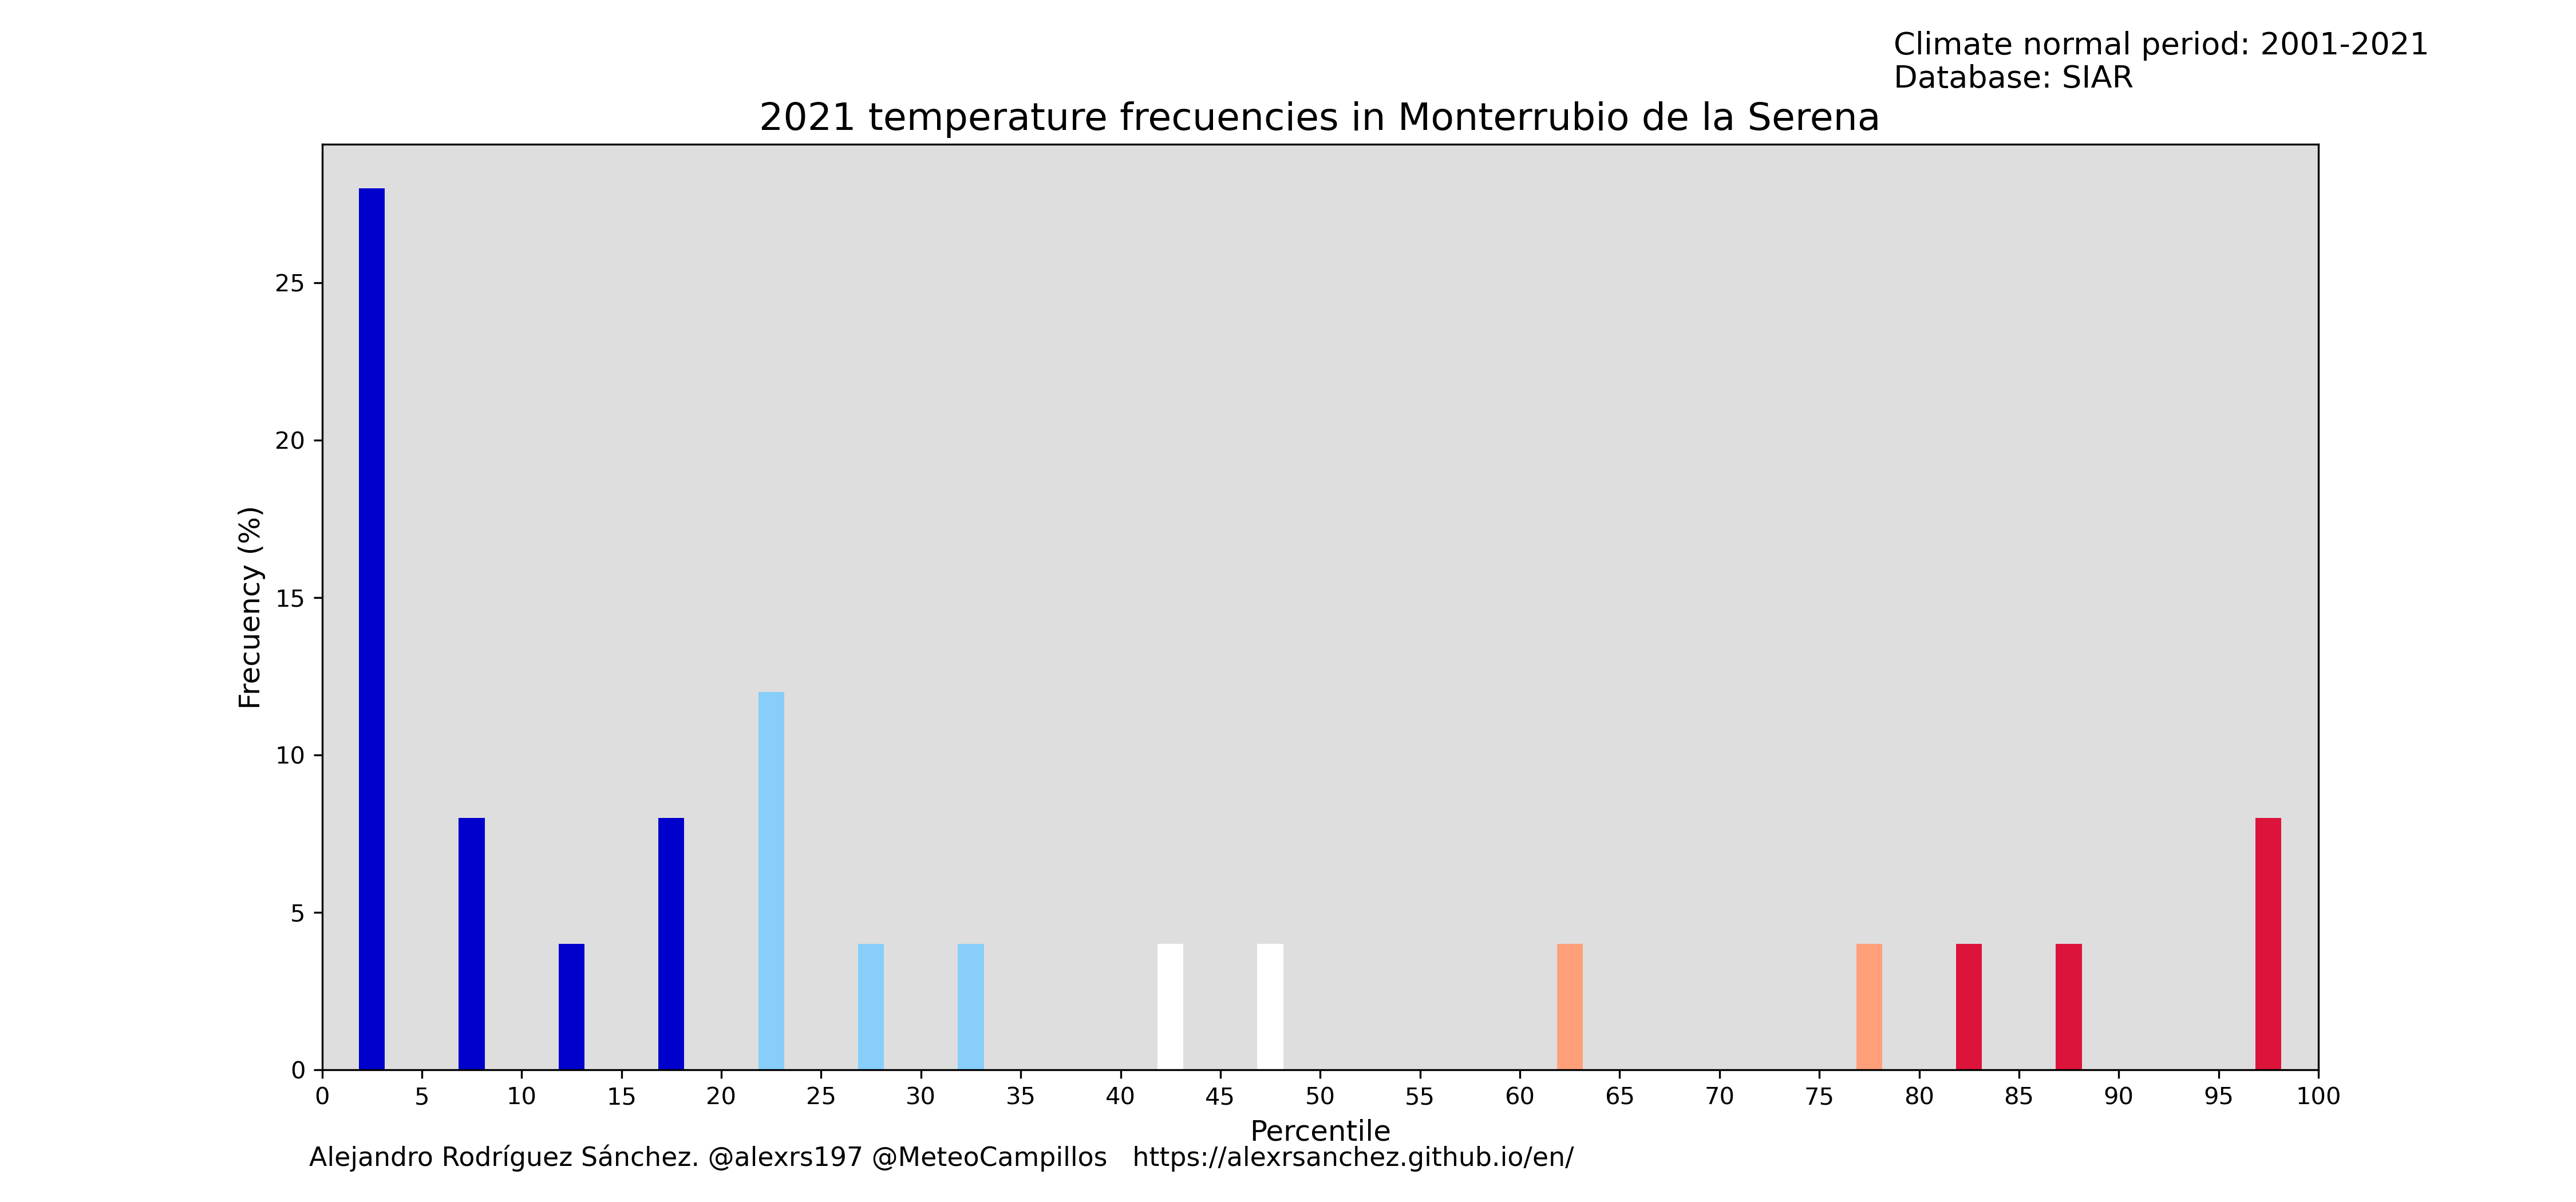 Climate normal period: 2001-2021
Database: SIAR
2021 temperature frecuencies in Monterrubio de la Serena
Frecuency (%)
25
20
15
10
5
0
0 5 10 15 20 25 30 35 40 45 50 55 60 65 70 75 80 85 90 95 100
Percentile
Alejandro Rodríguez Sánchez. @alexrs197 @MeteoCampillos https://alexrsanchez.github.io/en/